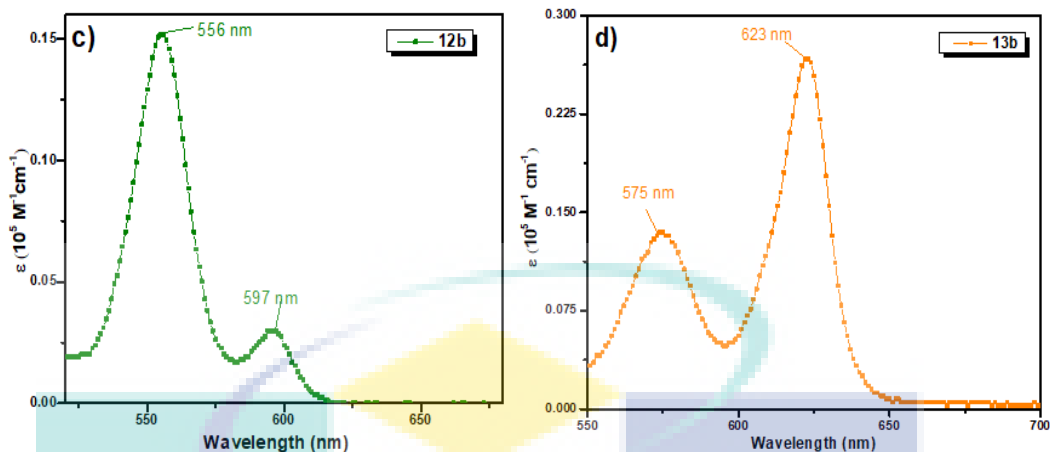 c)
556 nm
12b
597 nm
0.15
0.10
0.05
0.00
550
600
650
ε (10⁵ M⁻¹cm⁻¹)
Wavelength (nm)
d)
623 nm
13b
575 nm
0.300
0.225
0.150
0.075
0.000
550
600
650
700
ε (10⁵ M⁻¹ cm⁻¹)
Wavelength (nm)